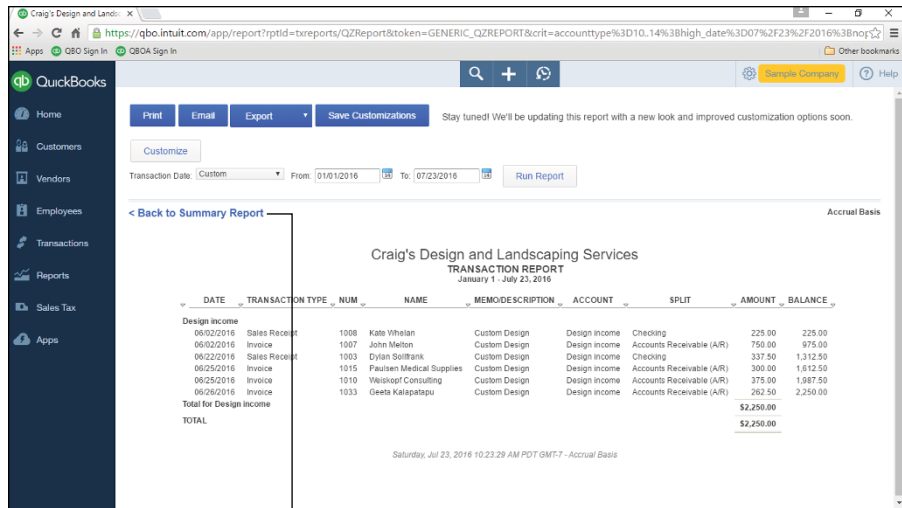 Craig's Design and Landsc
https://qbo.intuit.com/app/report?rptId=txreports/QZReport&token=GENERIC_QZREPORT&crit=accounttype%3D10..14%3Bhigh_date%3D07%2F23%2F2016%3Bnop
Apps QBO Sign In QBOA Sign In Other bookmarks
qb QuickBooks Sample Company ? Help
Home
Customers
Vendors
Employees
Transactions
Reports
Sales Tax
Apps
Print Email Export Save Customizations Stay tuned! We'll be updating this report with a new look and improved customization options soon.
Customize
Transaction Date: Custom From: 01/01/2016 To: 07/23/2016 Run Report
< Back to Summary Report Accrual Basis
Craig's Design and Landscaping Services
TRANSACTION REPORT
January 1 - July 23, 2016
DATE TRANSACTION TYPE NUM NAME MEMO/DESCRIPTION ACCOUNT SPLIT AMOUNT BALANCE
Design income
06/02/2016 Sales Receipt 1008 Kate Whelan Custom Design Design income Checking 225.00 225.00
06/02/2016 Invoice 1007 John Melton Custom Design Design income Accounts Receivable (A/R) 750.00 975.00
06/22/2016 Sales Receipt 1003 Dylan Sollfrank Custom Design Design income Checking 337.50 1,312.50
06/25/2016 Invoice 1015 Paulsen Medical Supplies Custom Design Design income Accounts Receivable (A/R) 300.00 1,612.50
06/25/2016 Invoice 1010 Weiskopf Consulting Custom Design Design income Accounts Receivable (A/R) 375.00 1,987.50
06/26/2016 Invoice 1033 Geeta Kalapatapu Custom Design Design income Accounts Receivable (A/R) 262.50 2,250.00
Total for Design income $2,250.00
TOTAL $2,250.00
Saturday, Jul 23, 2016 10:23:29 AM PDT GMT-7 - Accrual Basis